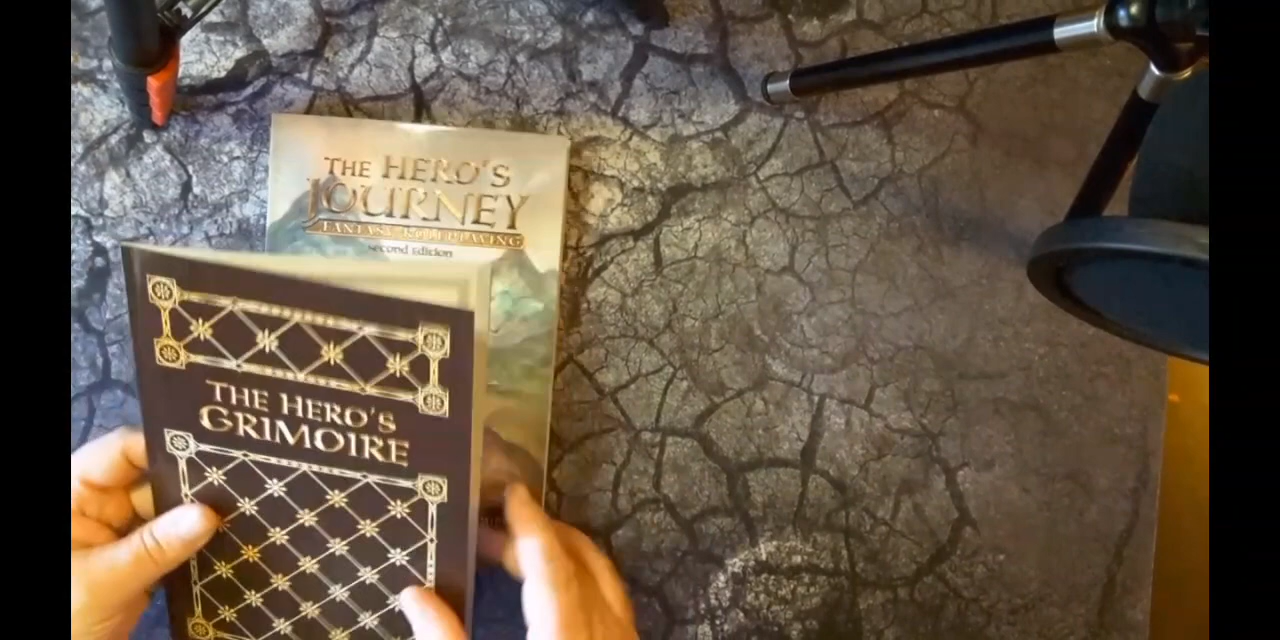 THE HERO'S
JOURNEY
FANTASY ROLEPLAYING
second edition
THE HERO'S
GRIMOIRE